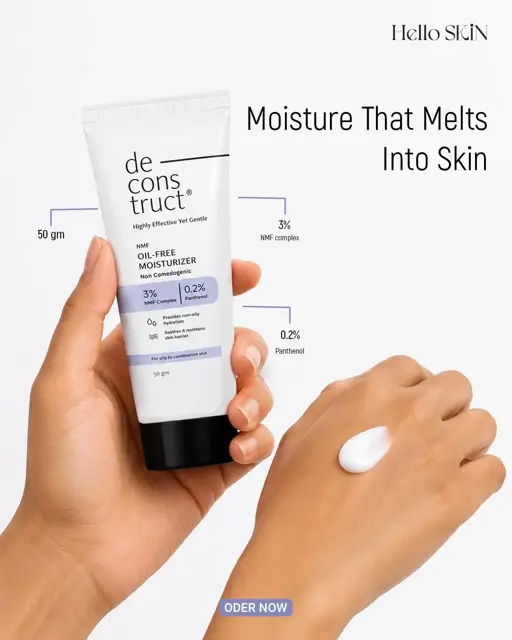 Hello SKiN
Moisture That Melts
Into Skin
de
cons
truct®
Highly Effective Yet Gentle
NMF
OIL-FREE
MOISTURIZER
Non Comedogenic
3%
NMF Complex
0.2%
Panthenol
Provides non-oily
hydration
Soothes & maintains
skin barrier
For oily to combination skin
50 gm
50 gm
3%
NMF complex
0.2%
Panthenol
ODER NOW